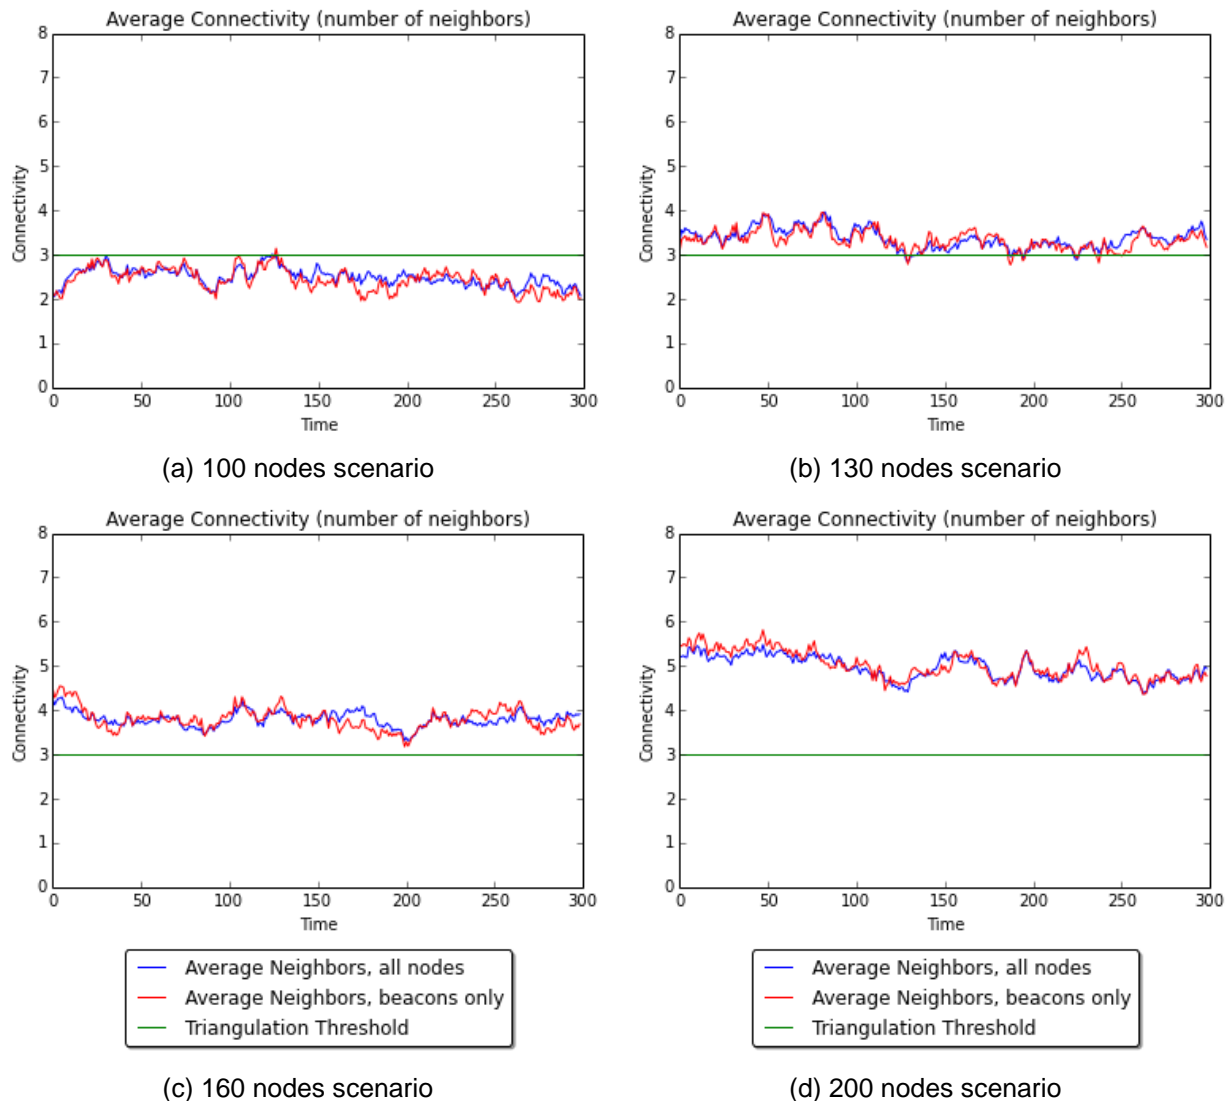 Average Connectivity (number of neighbors)
8
7
6
5
4
3
2
1
0
Connectivity
0 50 100 150 200 250 300
Time
(a) 100 nodes scenario
Average Connectivity (number of neighbors)
8
7
6
5
4
3
2
1
0
Connectivity
0 50 100 150 200 250 300
Time
(b) 130 nodes scenario
Average Connectivity (number of neighbors)
8
7
6
5
4
3
2
1
0
Connectivity
0 50 100 150 200 250 300
Time
Average Neighbors, all nodes
Average Neighbors, beacons only
Triangulation Threshold
(c) 160 nodes scenario
Average Connectivity (number of neighbors)
8
7
6
5
4
3
2
1
0
Connectivity
0 50 100 150 200 250 300
Time
Average Neighbors, all nodes
Average Neighbors, beacons only
Triangulation Threshold
(d) 200 nodes scenario